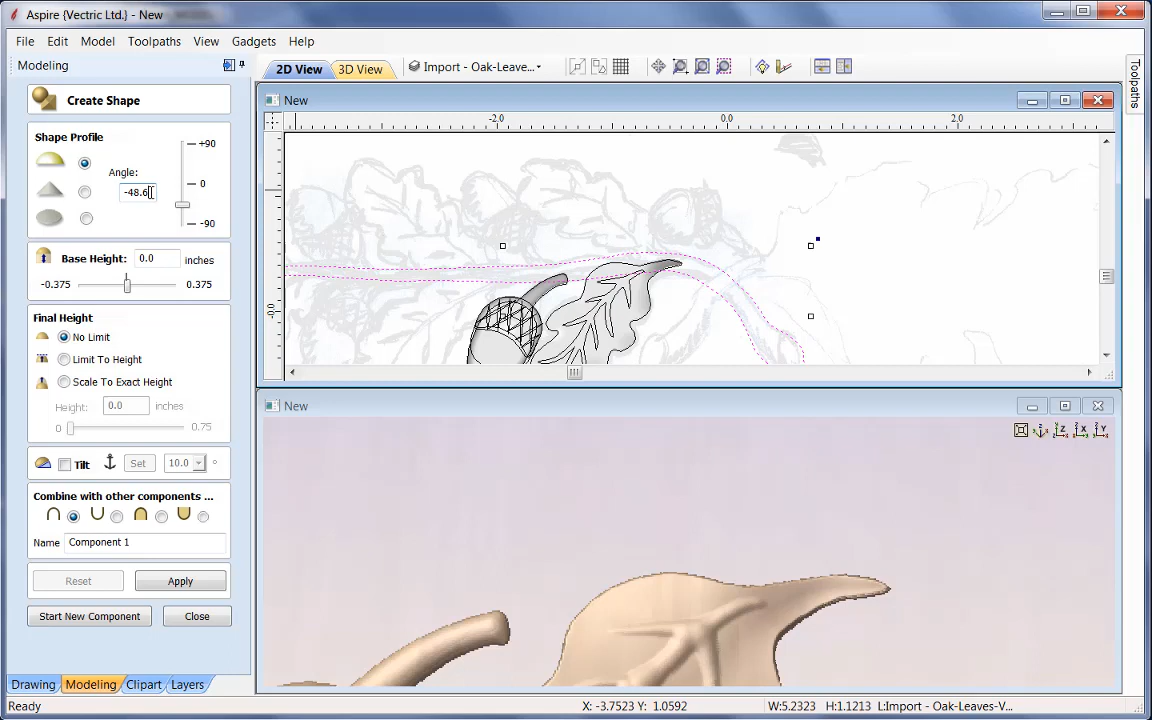 Aspire {Vectric Ltd.} - New
File Edit Model Toolpaths View Gadgets Help
Modeling
2D View 3D View Import - Oak-Leave...
Toolpaths
Create Shape
New
-2.0 0.0 2.0
Shape Profile
+90
Angle:
0
-48.6
-90
Base Height: 0.0 inches
-0.375 0.375
Final Height
No Limit
Limit To Height
Scale To Exact Height
Height: 0.0 inches
0 0.75
New
Z X Y
Tilt Set 10.0 °
Combine with other components ...
Name Component 1
Reset Apply
Start New Component Close
Drawing Modeling Clipart Layers
Ready X: -3.7523 Y: 1.0592 W:5.2323 H:1.1213 L:Import - Oak-Leaves-V...